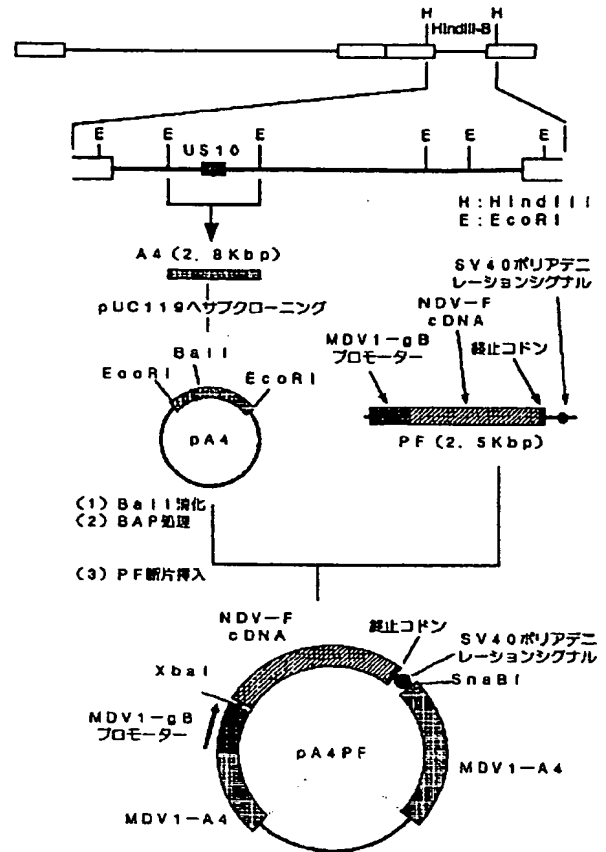 H H
HindIII-B
E E E E E E
US10
H:HindIII
E:EcoRI
A4(2.8Kbp)
pUC119へサブクローニング
SV40ポリアデニ
レーションシグナル
NDV-F
cDNA
MDV1-gB
プロモーター
終止コドン
BalI
EcoRI EcoRI
pA4
PF(2.5Kbp)
(1)BalI消化
(2)BAP処理
(3)PF断片挿入
NDV-F
cDNA
終止コドン
SV40ポリアデニ
レーションシグナル
XbaI
SnaBI
MDV1-gB
プロモーター
pA4PF
MDV1-A4
MDV1-A4